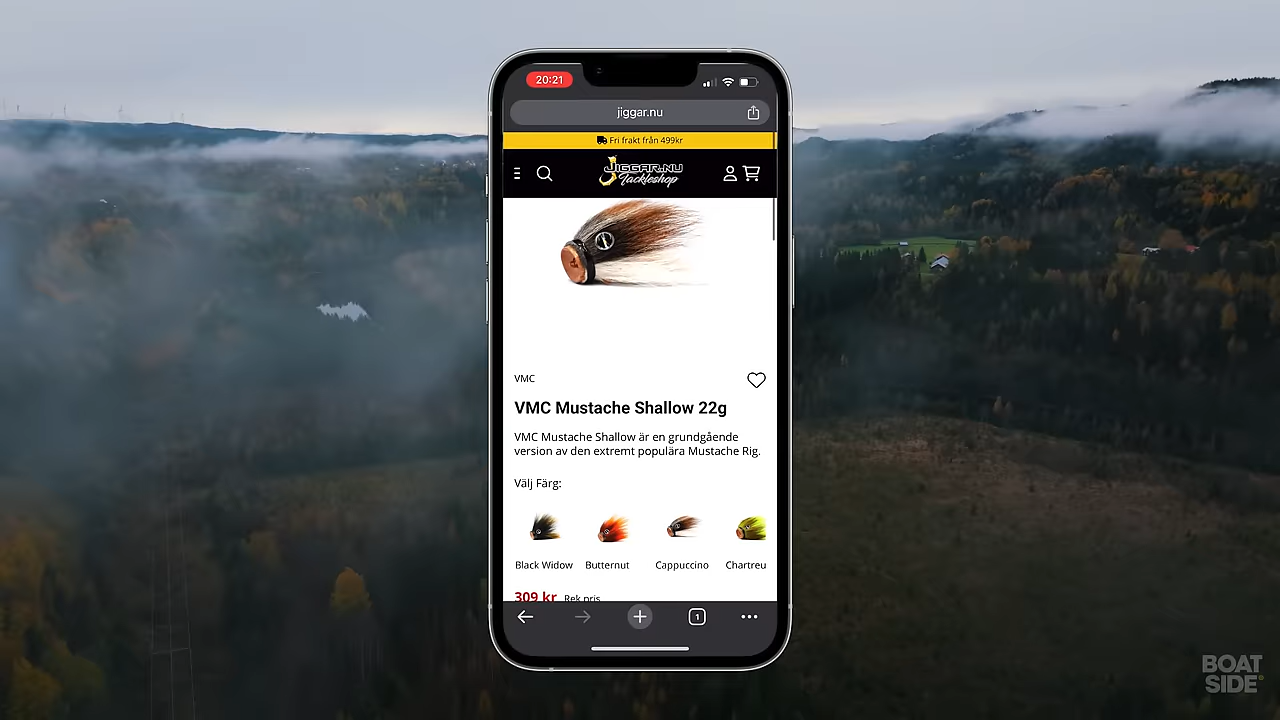 20:21
jiggar.nu
Fri frakt från 499kr
JIGGAR.NU
Tackleshop
VMC
VMC Mustache Shallow 22g
VMC Mustache Shallow är en grundgående
version av den extremt populära Mustache Rig.
Välj Färg:
Black Widow
Butternut
Cappuccino
Chartreu
309 kr Rek pris
1
BOAT
SIDE